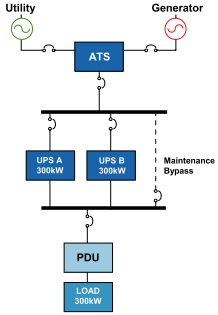 Utility
Generator
ATS
UPS A
300kW
UPS B
300kW
Maintenance
Bypass
PDU
LOAD
300kW